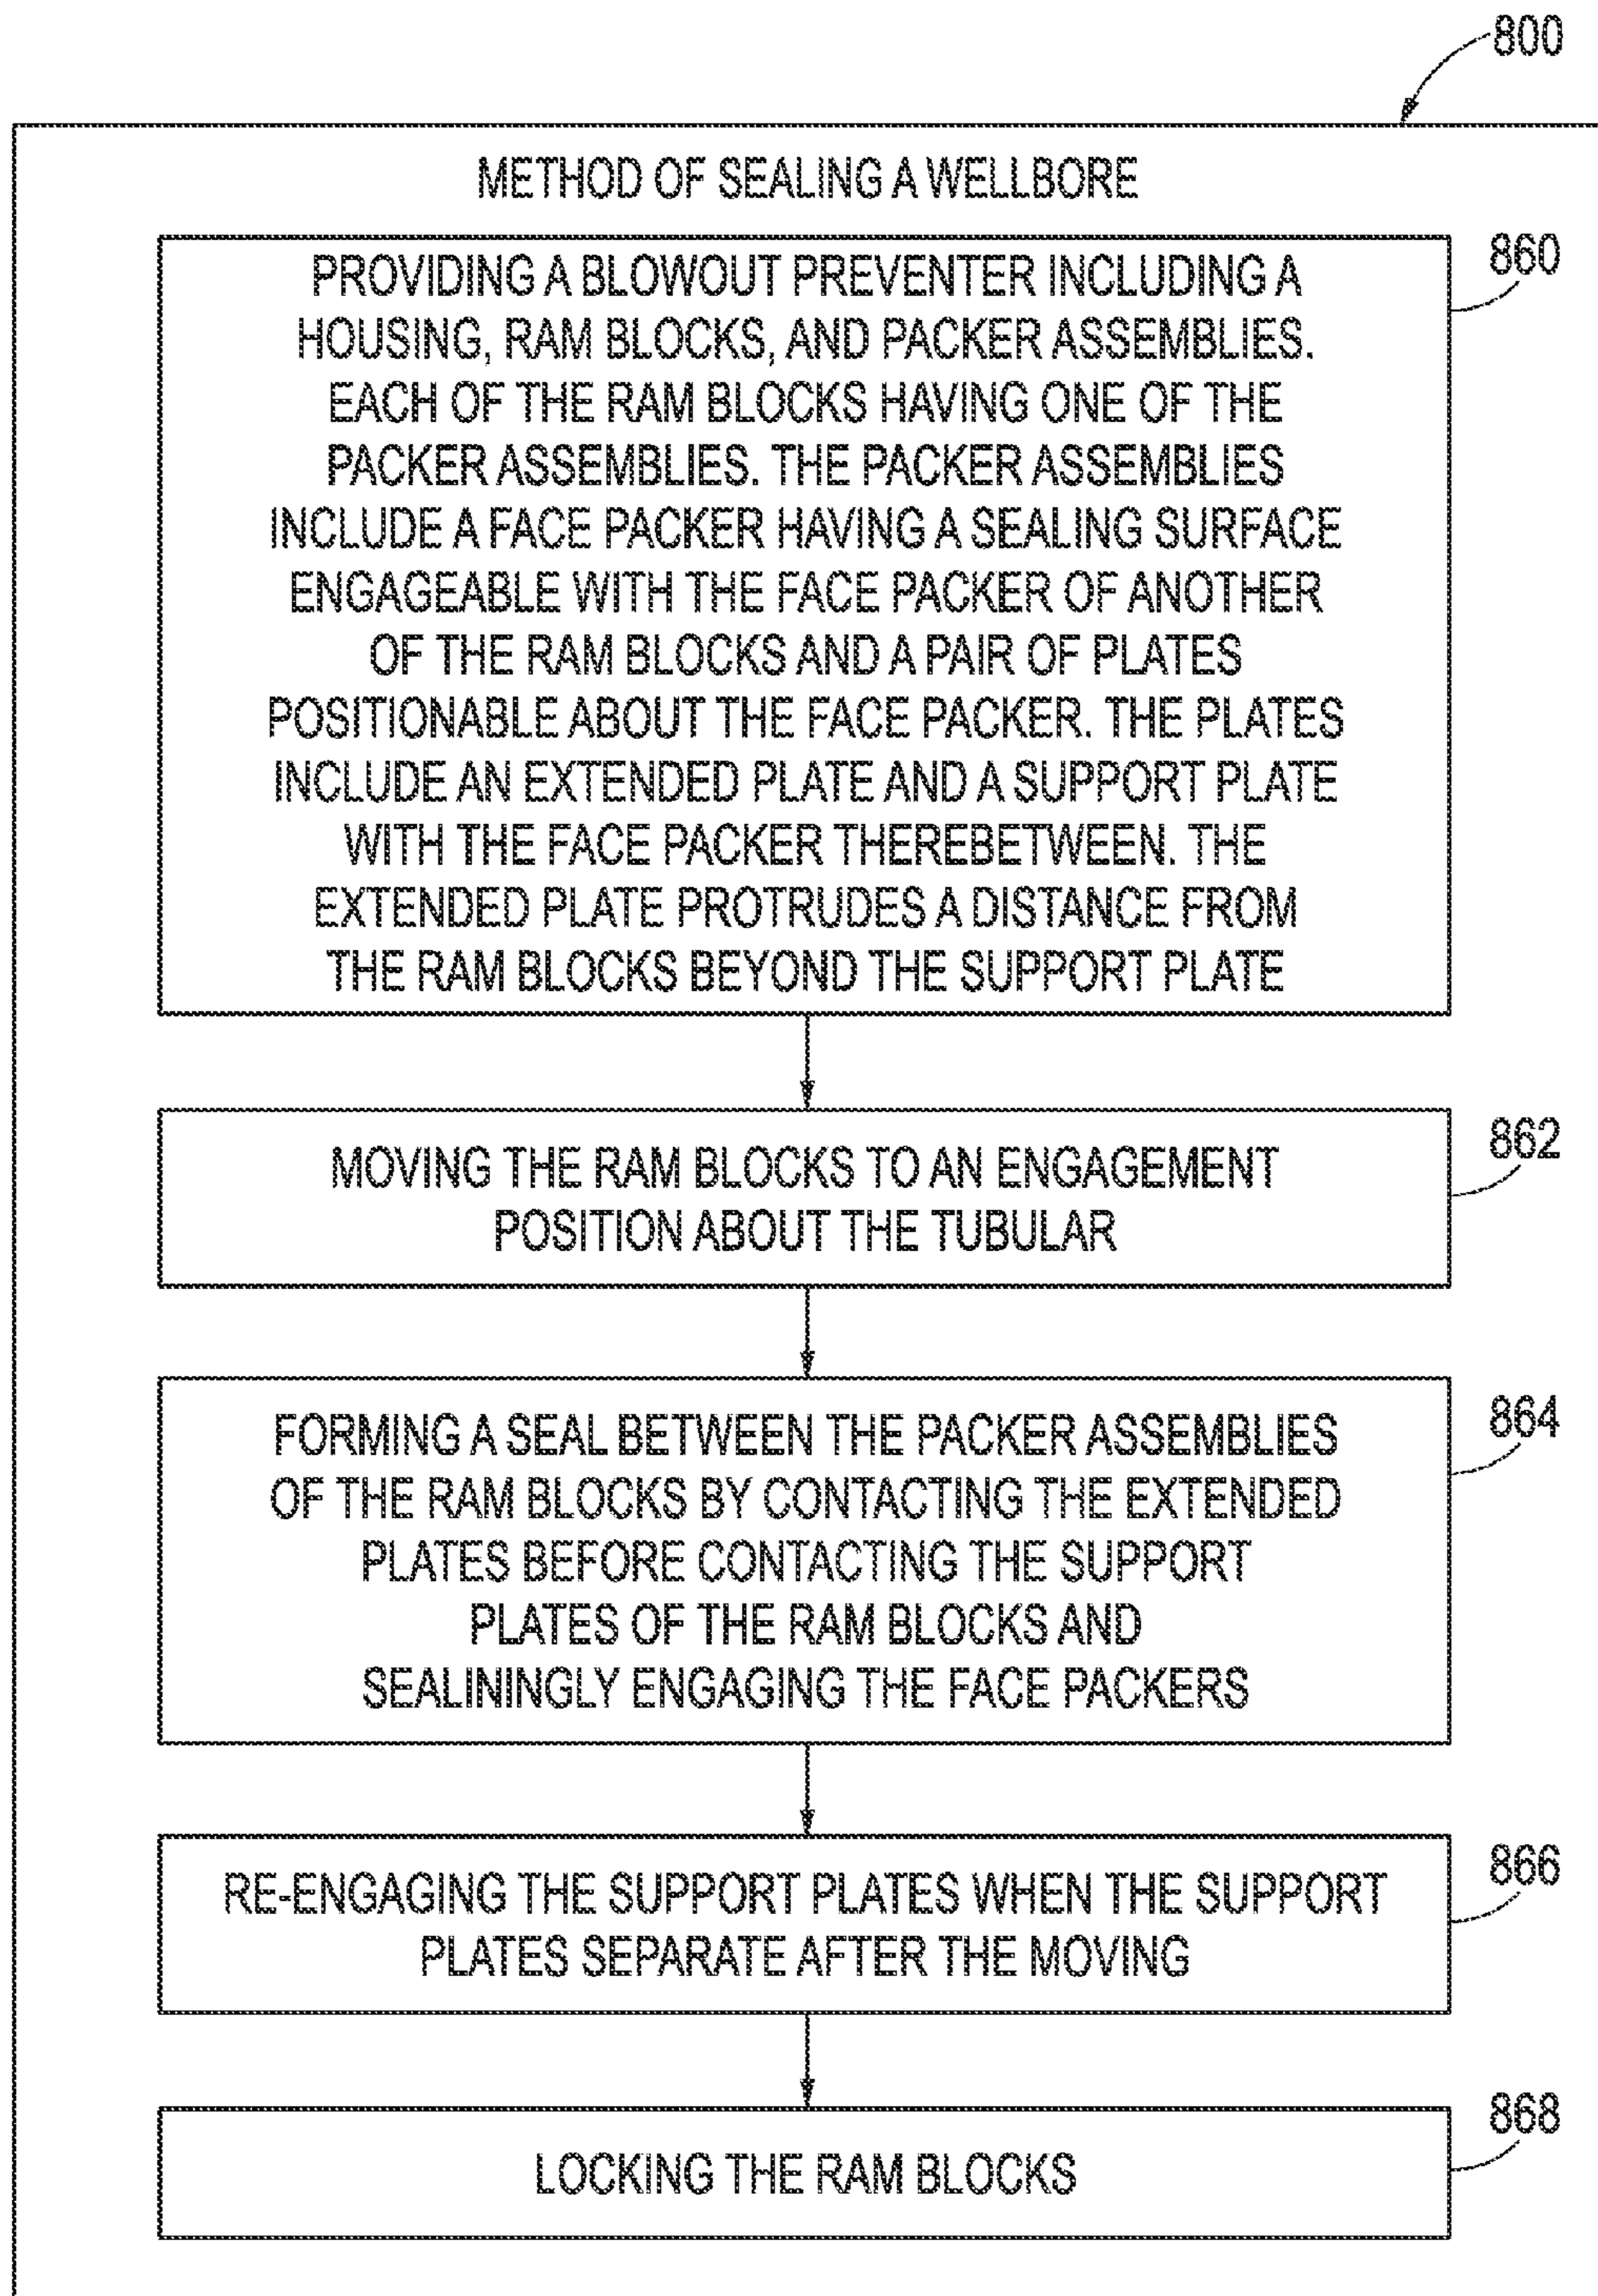 800
METHOD OF SEALING A WELLBORE
860
PROVIDING A BLOWOUT PREVENTER INCLUDING A
HOUSING, RAM BLOCKS, AND PACKER ASSEMBLIES.
EACH OF THE RAM BLOCKS HAVING ONE OF THE
PACKER ASSEMBLIES. THE PACKER ASSEMBLIES
INCLUDE A FACE PACKER HAVING A SEALING SURFACE
ENGAGEABLE WITH THE FACE PACKER OF ANOTHER
OF THE RAM BLOCKS AND A PAIR OF PLATES
POSITIONABLE ABOUT THE FACE PACKER. THE PLATES
INCLUDE AN EXTENDED PLATE AND A SUPPORT PLATE
WITH THE FACE PACKER THEREBETWEEN. THE
EXTENDED PLATE PROTRUDES A DISTANCE FROM
THE RAM BLOCKS BEYOND THE SUPPORT PLATE
862
MOVING THE RAM BLOCKS TO AN ENGAGEMENT
POSITION ABOUT THE TUBULAR
864
FORMING A SEAL BETWEEN THE PACKER ASSEMBLIES
OF THE RAM BLOCKS BY CONTACTING THE EXTENDED
PLATES BEFORE CONTACTING THE SUPPORT
PLATES OF THE RAM BLOCKS AND
SEALININGLY ENGAGING THE FACE PACKERS
866
RE-ENGAGING THE SUPPORT PLATES WHEN THE SUPPORT
PLATES SEPARATE AFTER THE MOVING
868
LOCKING THE RAM BLOCKS